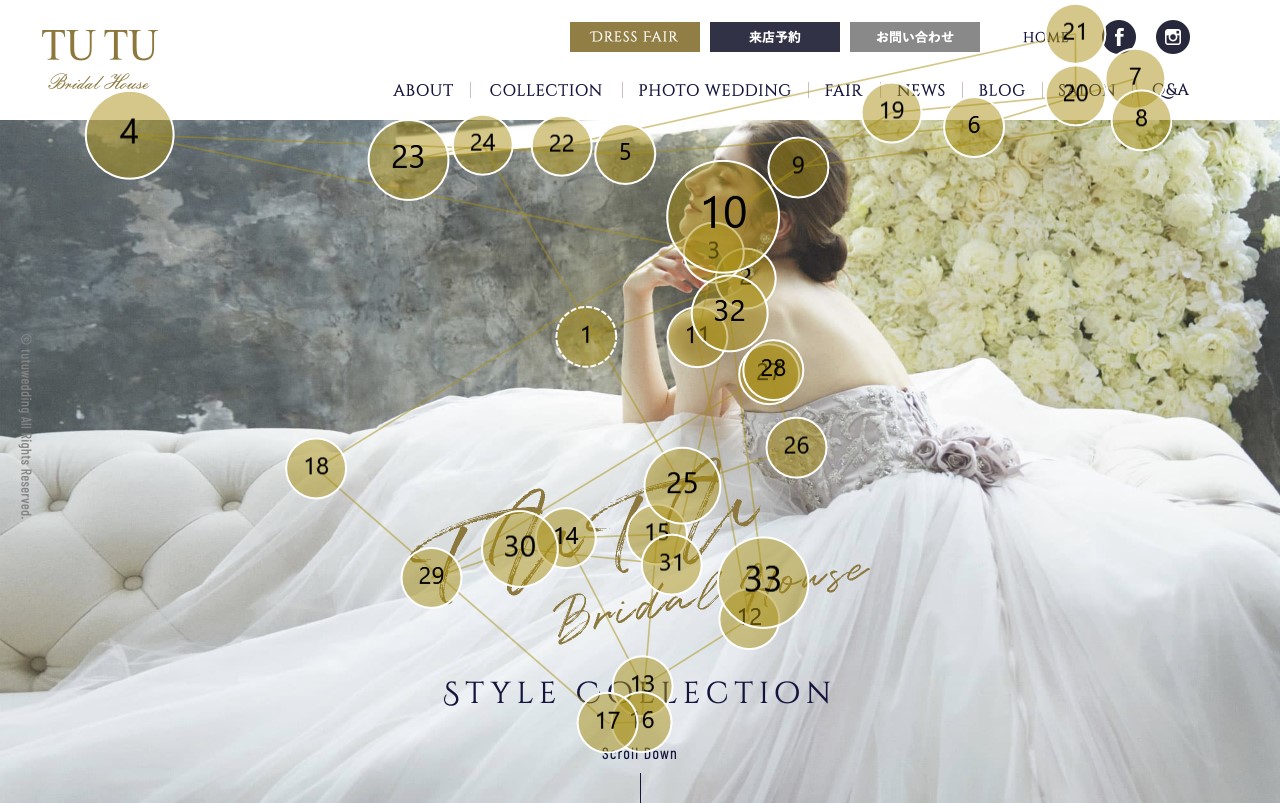 TU TU
Bridal House
DRESS FAIR
来店予約
お問い合わせ
HOME
ABOUT
COLLECTION
PHOTO WEDDING
FAIR
NEWS
BLOG
SALON
Q&A
21
7
20
8
19
6
4
23
24
22
5
9
10
3
2
32
1
11
28
27
26
18
25
TuTu
14
15
30
31
29
33
Bridal House
12
13
STYLE COLLECTION
17
16
Scroll Down
© tutuwedding All Rights Reserved.